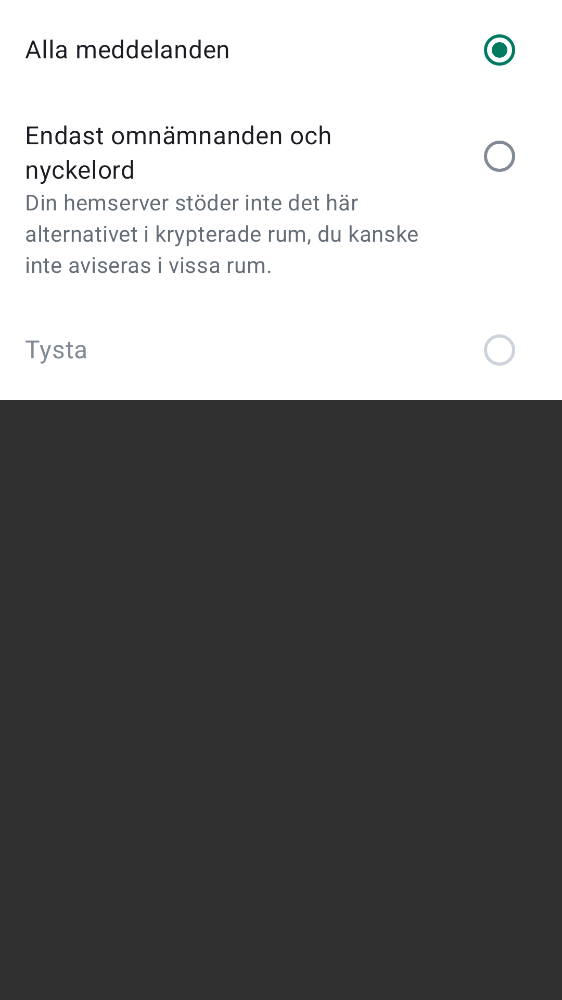 Alla meddelanden
Endast omnämnanden och
nyckelord
Din hemserver stöder inte det här
alternativet i krypterade rum, du kanske
inte aviseras i vissa rum.
Tysta